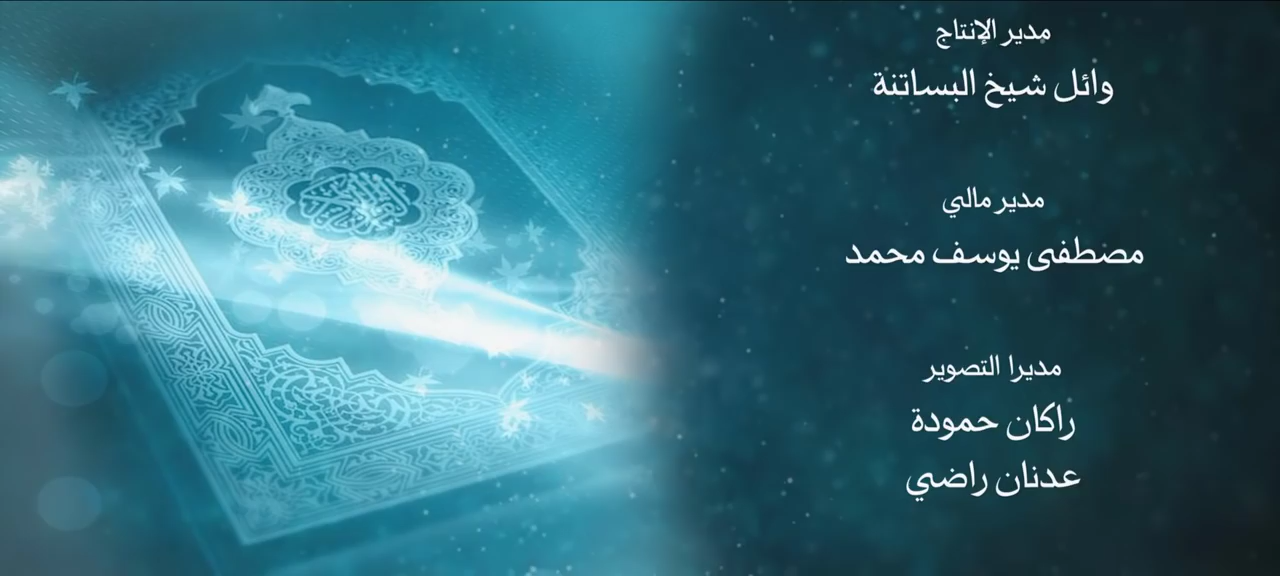 مدير الإنتاج
وائل شيخ البساتنة
مدير مالي
مصطفى يوسف محمد
مديرا التصوير
راكان حمودة
عدنان راضي